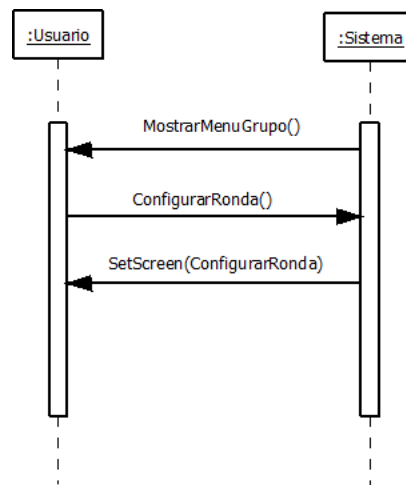 :Usuario
:Sistema
MostrarMenuGrupo()
ConfigurarRonda()
SetScreen(ConfigurarRonda)